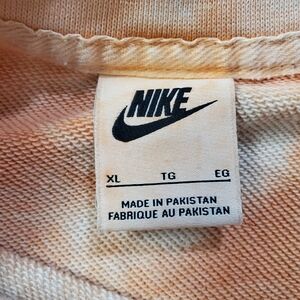 NIKE
XL TG EG
MADE IN PAKISTAN
FABRIQUE AU PAKISTAN